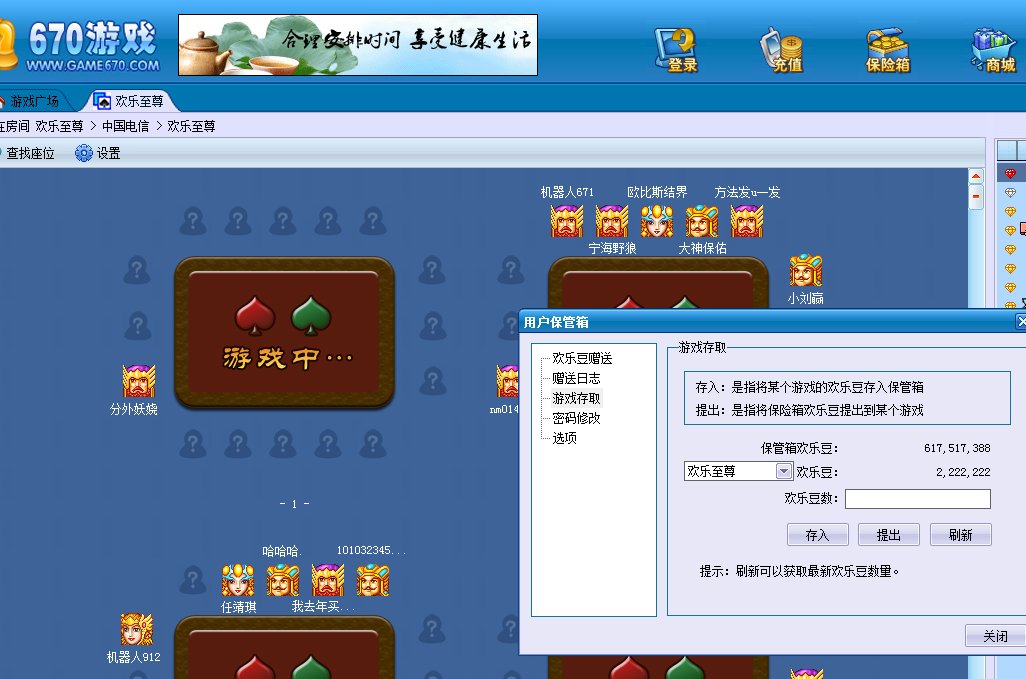 670游戏
WWW.GAME670.COM
合理安排时间 享受健康生活
登录
充值
保险箱
商城
游戏广场
欢乐至尊
在房间 欢乐至尊 > 中国电信 > 欢乐至尊
查找座位
设置
机器人671
欧比斯结界
方法发u一发
宁海野狼
大神保佑
小刘赢
游戏中…
分外妖娆
nm014
- 1 -
哈哈哈.
101032345...
任靖琪
我去年买...
机器人912
用户保管箱
欢乐豆赠送
赠送日志
游戏存取
密码修改
选项
游戏存取
存入: 是指将某个游戏的欢乐豆存入保管箱
提出: 是指将保险箱欢乐豆提出到某个游戏
保管箱欢乐豆: 617,517,388
欢乐至尊 欢乐豆: 2,222,222
欢乐豆数:
存入
提出
刷新
提示: 刷新可以获取最新欢乐豆数量。
关闭